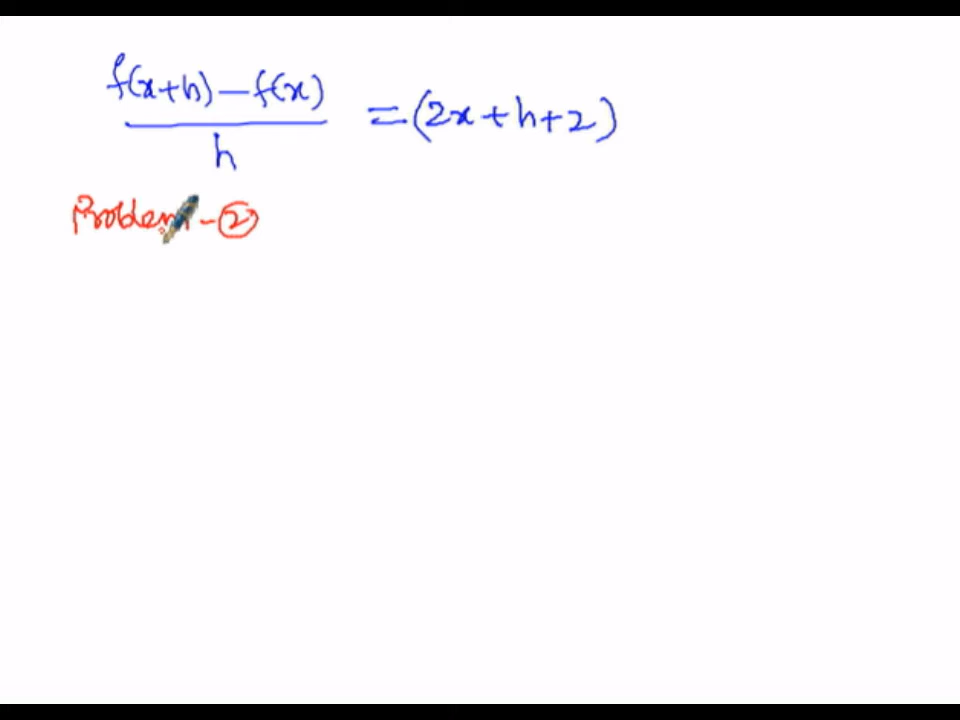 f(x+h)-f(x)
h
=(2x+h+2)
Problem-②